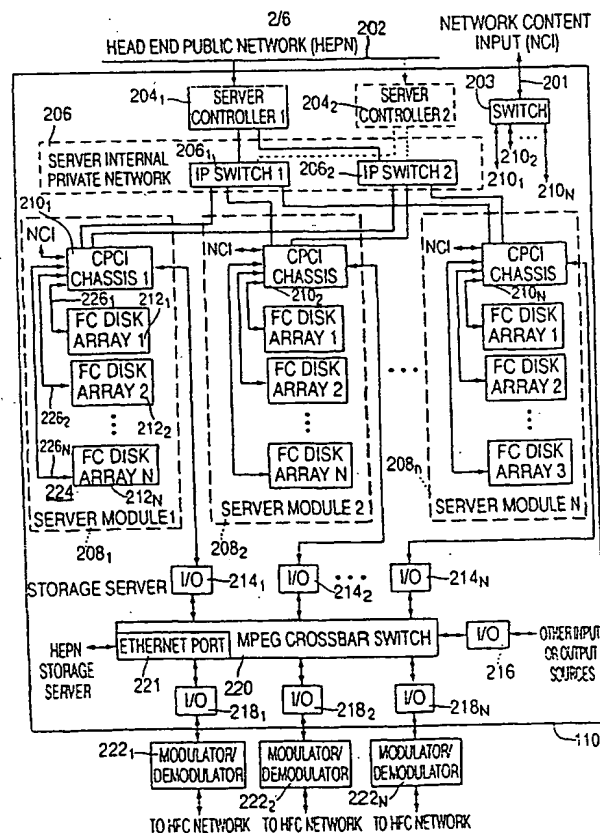 2/6
HEAD END PUBLIC NETWORK (HEPN)
202
NETWORK CONTENT
INPUT (NCI)
204₁
SERVER
CONTROLLER 1
204₂
SERVER
CONTROLLER 2
203
201
SWITCH
206
206₁
206₂
210₁
210₂
210N
SERVER INTERNAL
PRIVATE NETWORK
IP SWITCH 1
IP SWITCH 2
210₁
NCI
CPCI
CHASSIS 1
226₁
212₁
FC DISK
ARRAY 1
FC DISK
ARRAY 2
226₂
212₂
226N
FC DISK
ARRAY N
224
212N
SERVER MODULE 1
208₁
NCI
CPCI
CHASSIS
210₂
FC DISK
ARRAY 1
FC DISK
ARRAY 2
FC DISK
ARRAY N
SERVER MODULE 2
208₂
NCI
CPCI
CHASSIS
210N
FC DISK
ARRAY 1
FC DISK
ARRAY 2
FC DISK
ARRAY 3
208n
SERVER MODULE N
STORAGE SERVER
I/O
214₁
I/O
214₂
I/O
214N
HEPN
STORAGE
SERVER
ETHERNET PORT
MPEG CROSSBAR SWITCH
221
220
I/O
216
OTHER INPUT
OR OUTPUT
SOURCES
I/O
218₁
I/O
218₂
I/O
218N
110
222₁
MODULATOR/
DEMODULATOR
MODULATOR/
DEMODULATOR
222₂
MODULATOR/
DEMODULATOR
222N
TO HFC NETWORK
TO HFC NETWORK
TO HFC NETWORK